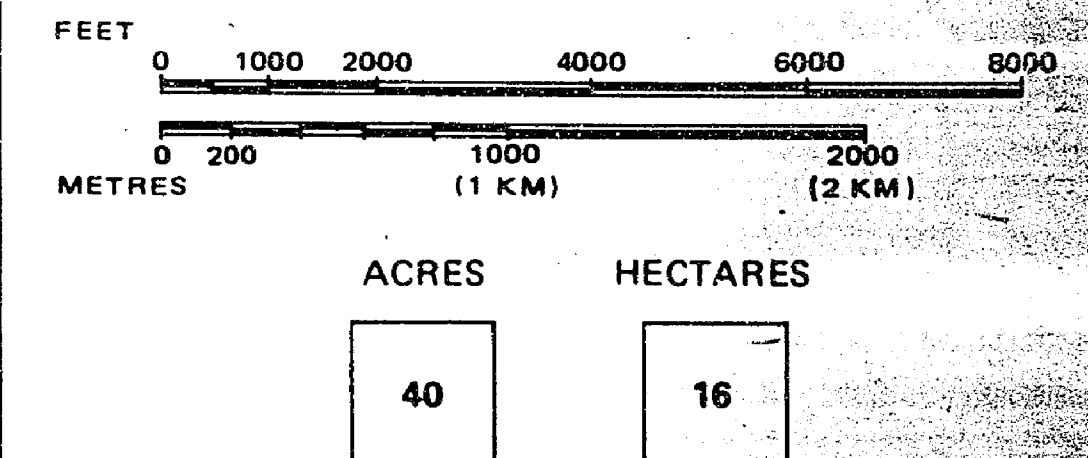 FEET
0 1000 2000 4000 6000 8000
0 200 1000 2000
METRES (1 KM) (2 KM)
ACRES HECTARES
40 16